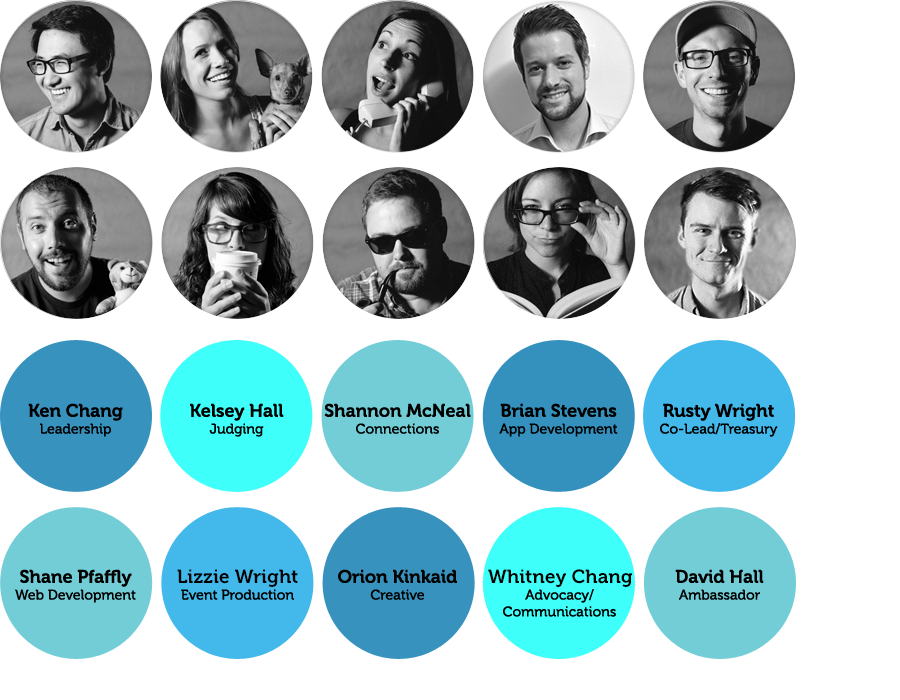 Ken Chang
Leadership
Kelsey Hall
Judging
Shannon McNeal
Connections
Brian Stevens
App Development
Rusty Wright
Co-Lead/Treasury
Shane Pfaffly
Web Development
Lizzie Wright
Event Production
Orion Kinkaid
Creative
Whitney Chang
Advocacy/
Communications
David Hall
Ambassador